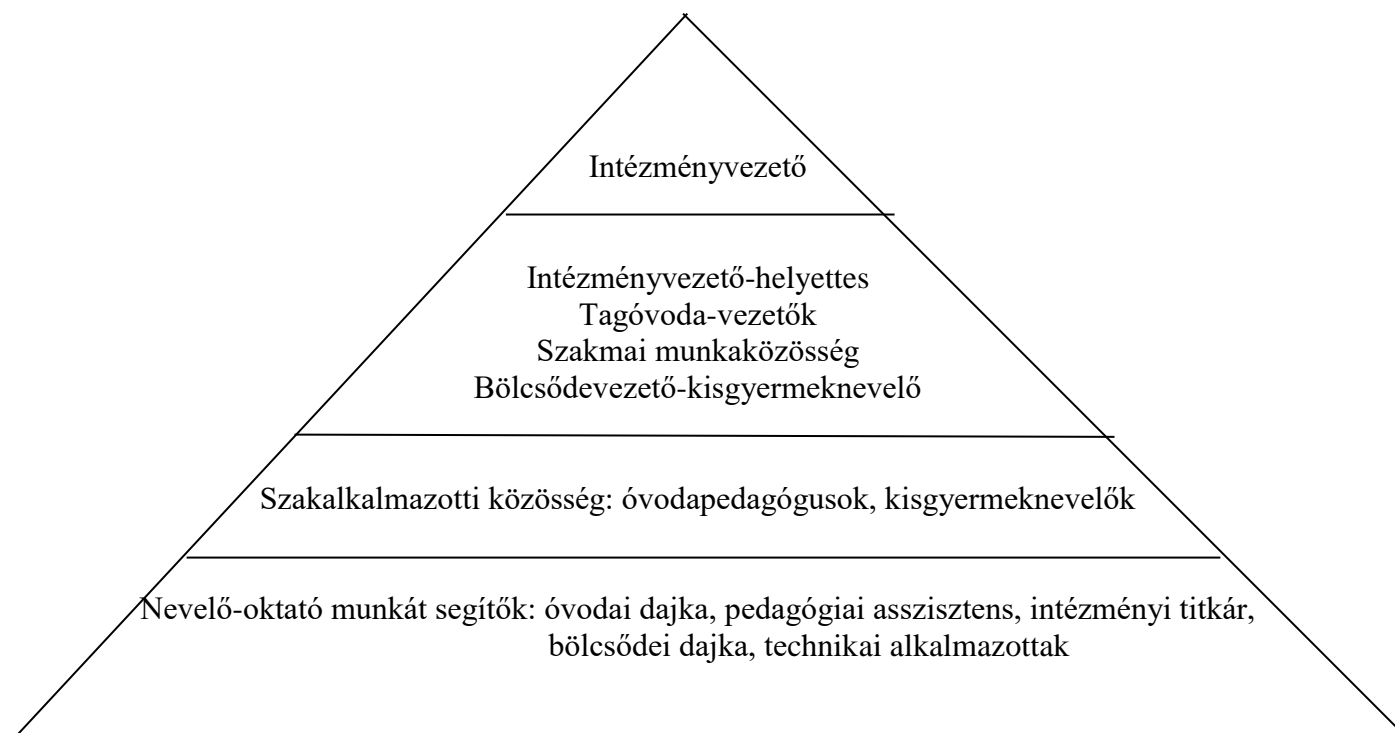 Intézményvezető
Intézményvezető-helyettes
Tagóvoda-vezetők
Szakmai munkaközösség
Bölcsődevezető-kisgyermeknevelő
Szakalkalmazotti közösség: óvodapedagógusok, kisgyermeknevelők
Nevelő-oktató munkát segítők: óvodai dajka, pedagógiai asszisztens, intézményi titkár,
bölcsődei dajka, technikai alkalmazottak